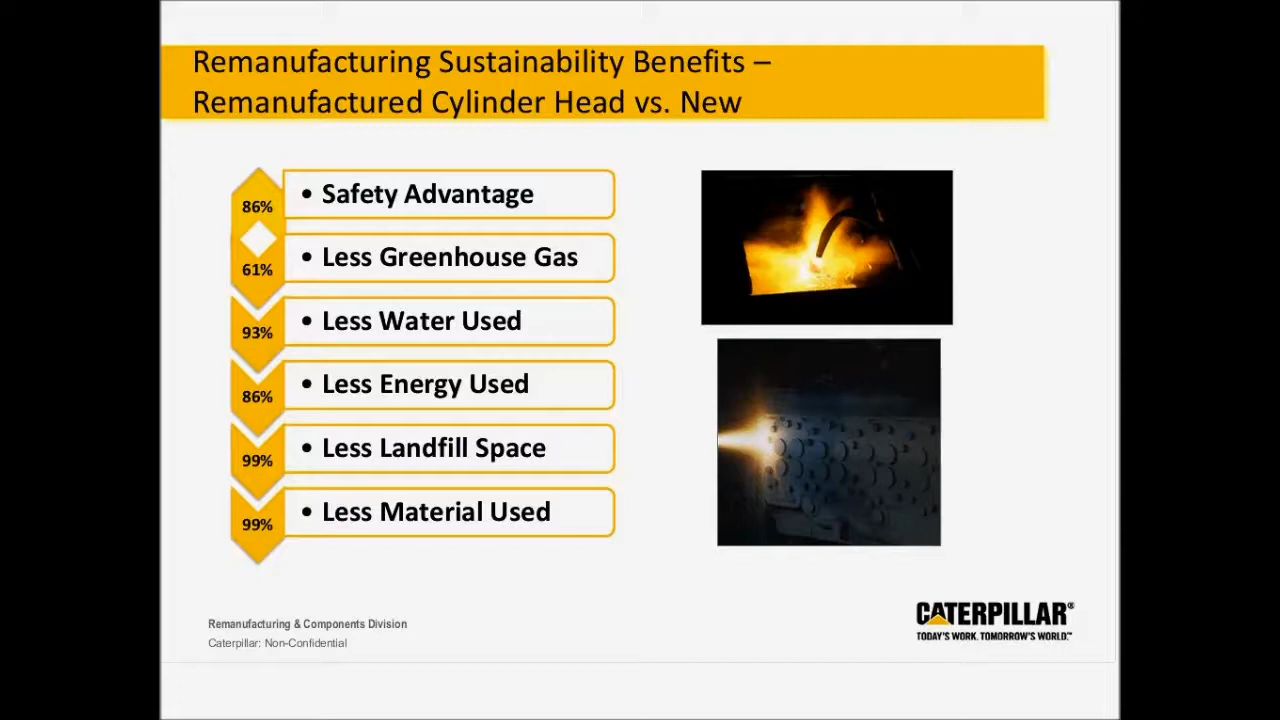 Remanufacturing Sustainability Benefits –
Remanufactured Cylinder Head vs. New
86%
• Safety Advantage
61%
• Less Greenhouse Gas
93%
• Less Water Used
86%
• Less Energy Used
99%
• Less Landfill Space
99%
• Less Material Used
Remanufacturing & Components Division
Caterpillar: Non-Confidential
CATERPILLAR®
TODAY'S WORK. TOMORROW'S WORLD.™